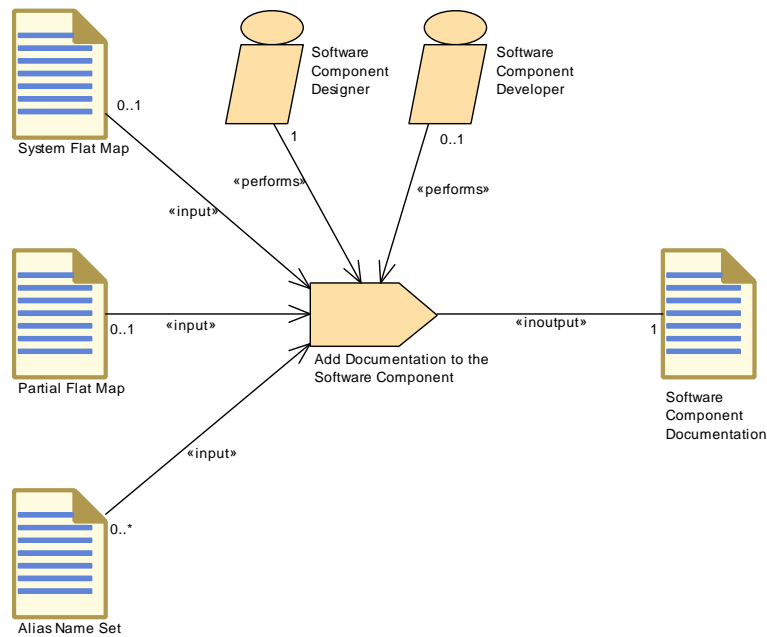 Software
Component
Designer
Software
Component
Developer
0..1
1
0..1
System Flat Map
«performs»
«performs»
«input»
0..1
«input»
«inoutput»
1
Add Documentation to the
Software Component
Partial Flat Map
Software
Component
Documentation
«input»
0..*
Alias Name Set